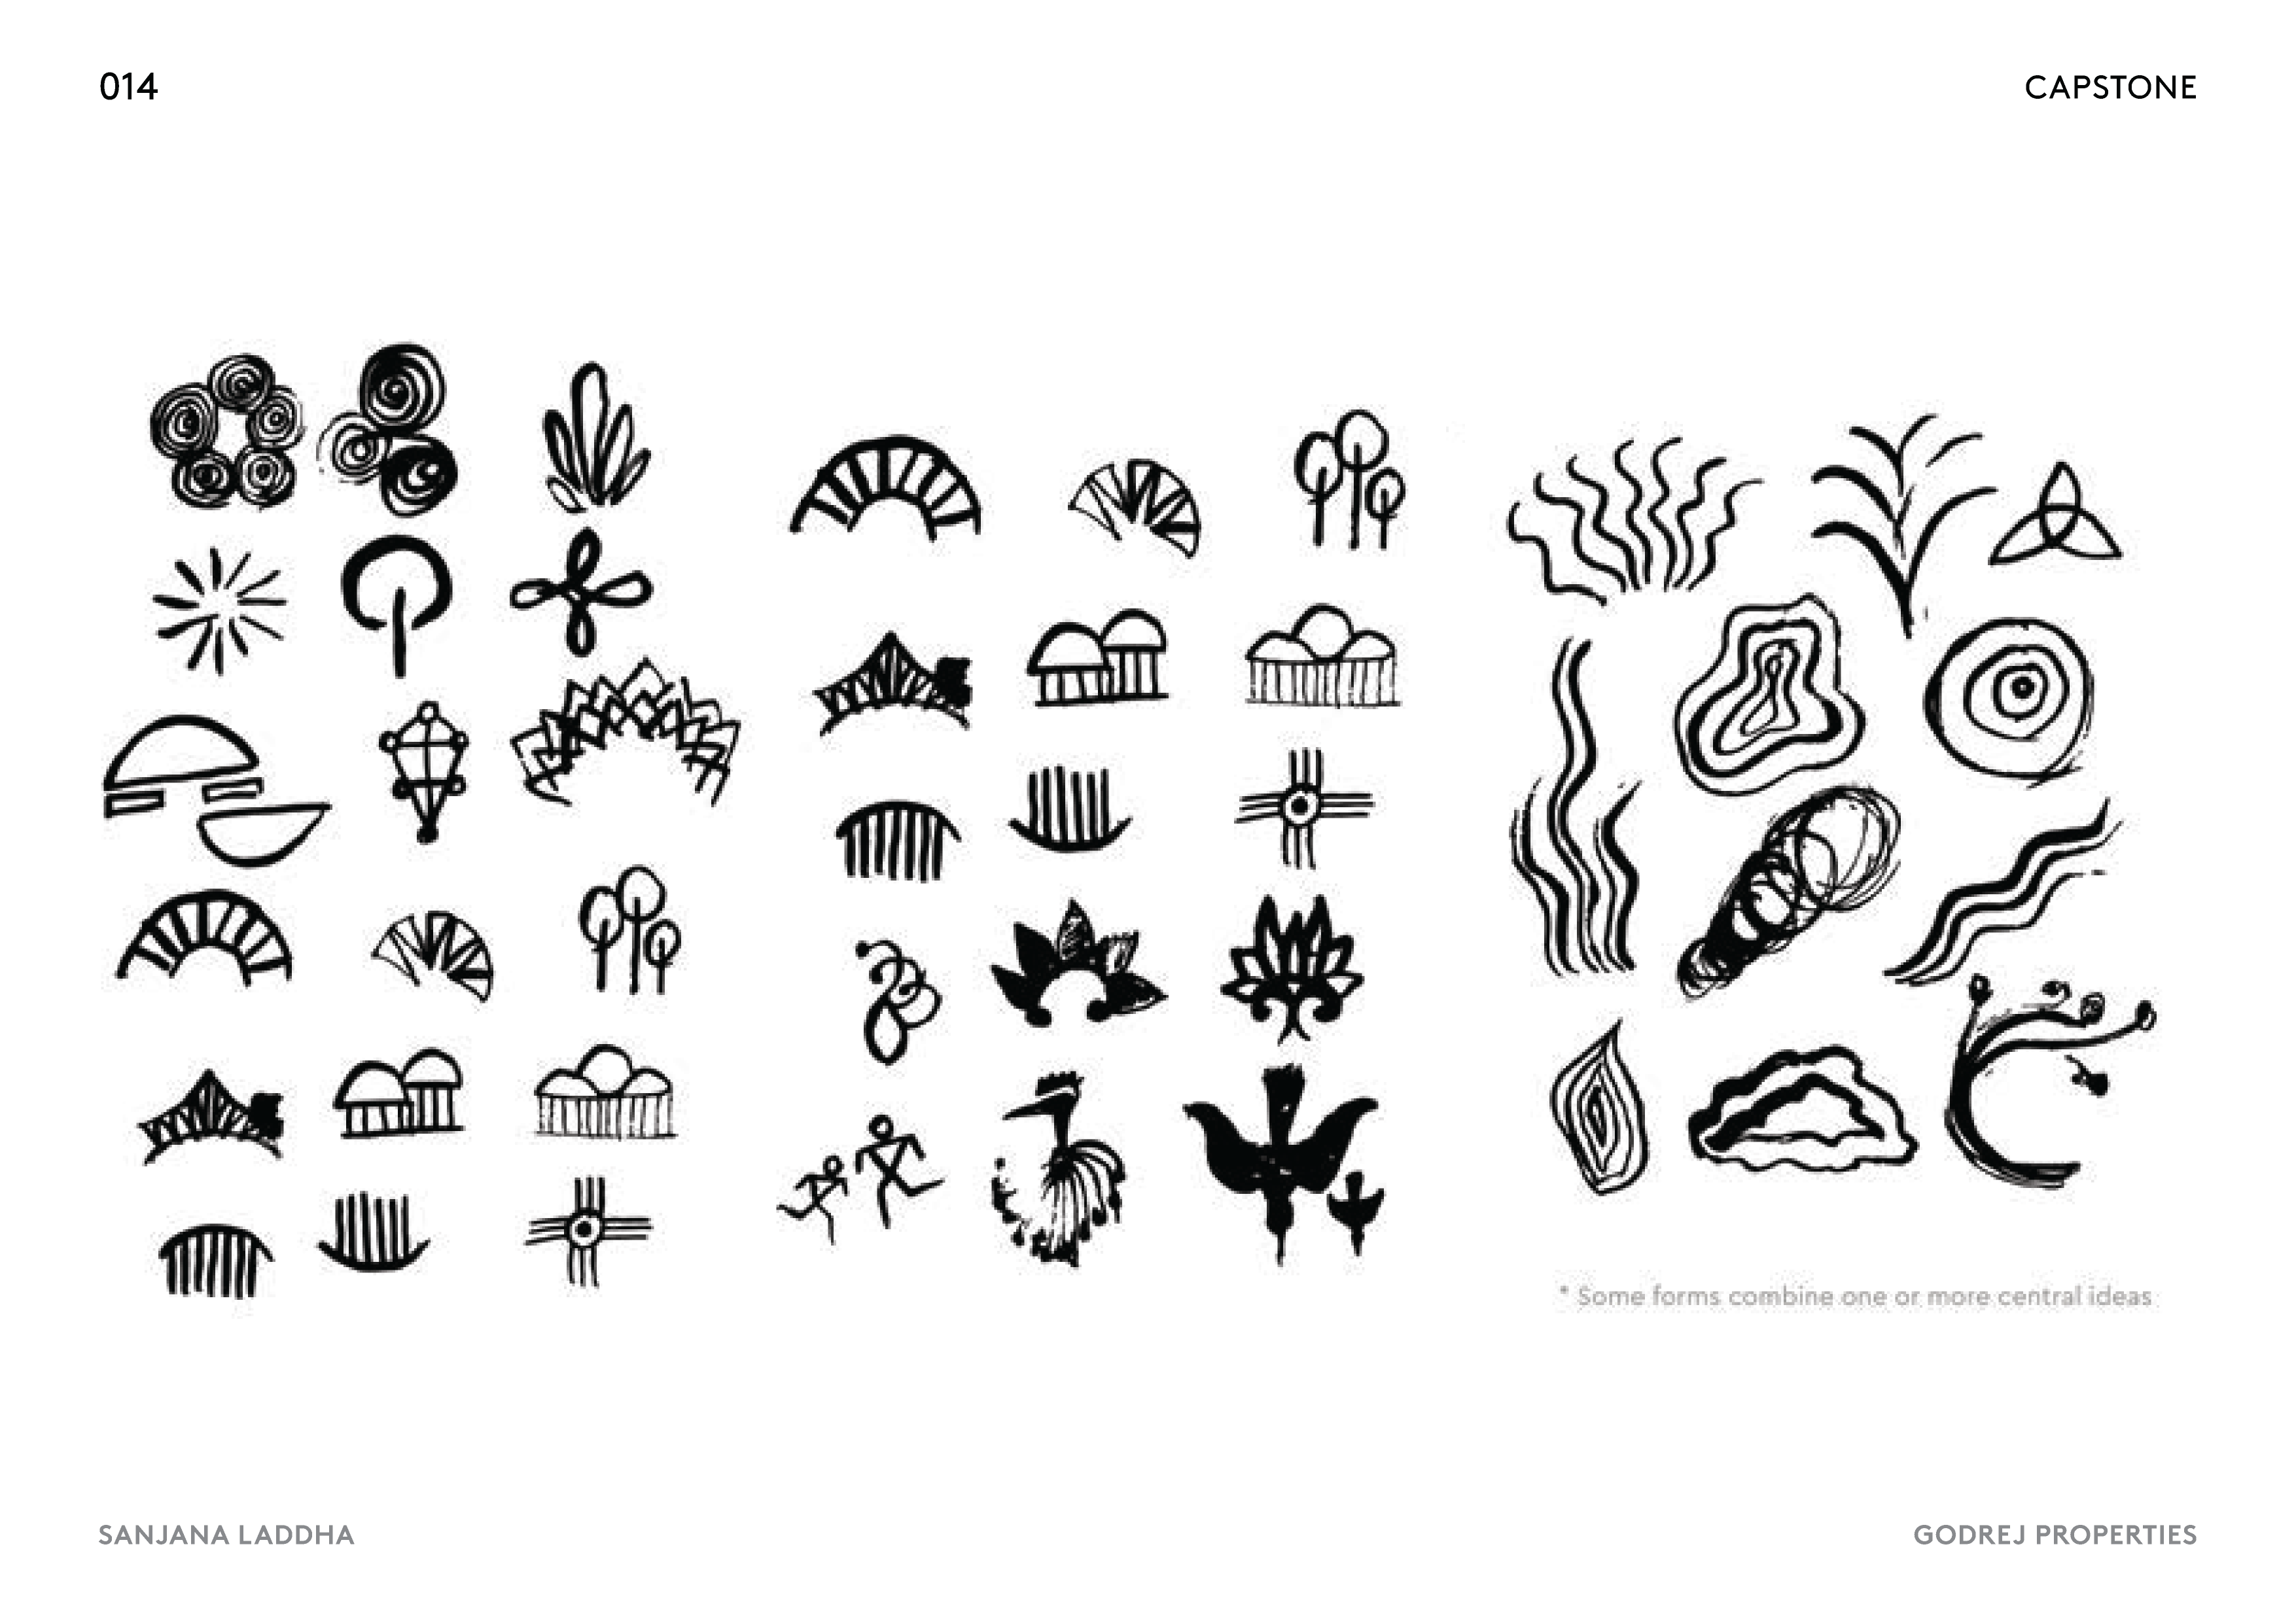 014
CAPSTONE
* Some forms combine one or more central ideas
SANJANA LADDHA
GODREJ PROPERTIES